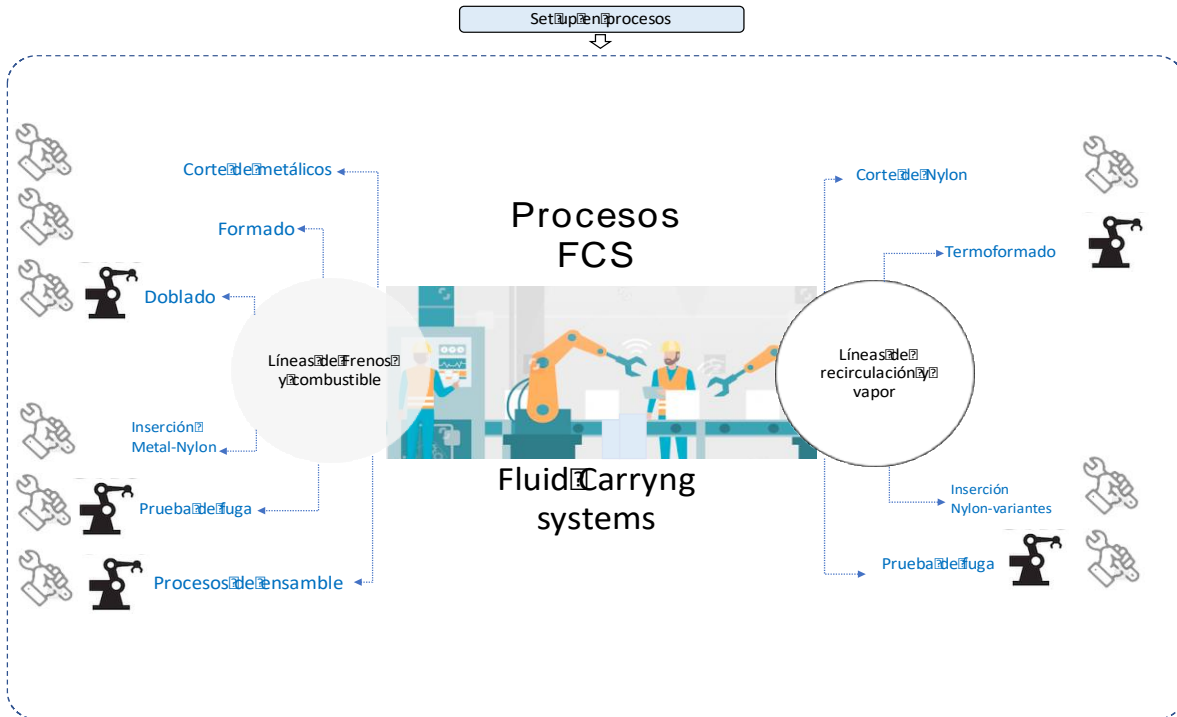 Set up en procesos
Corte de metálicos
Formado
Doblado
Líneas de Frenos
y combustible
Inserción
Metal-Nylon
Prueba de fuga
Procesos de ensamble
Procesos
FCS
Fluid Carryng
systems
Corte de Nylon
Termoformado
Líneas de
recirculación y
vapor
Inserción
Nylon-variantes
Prueba de fuga